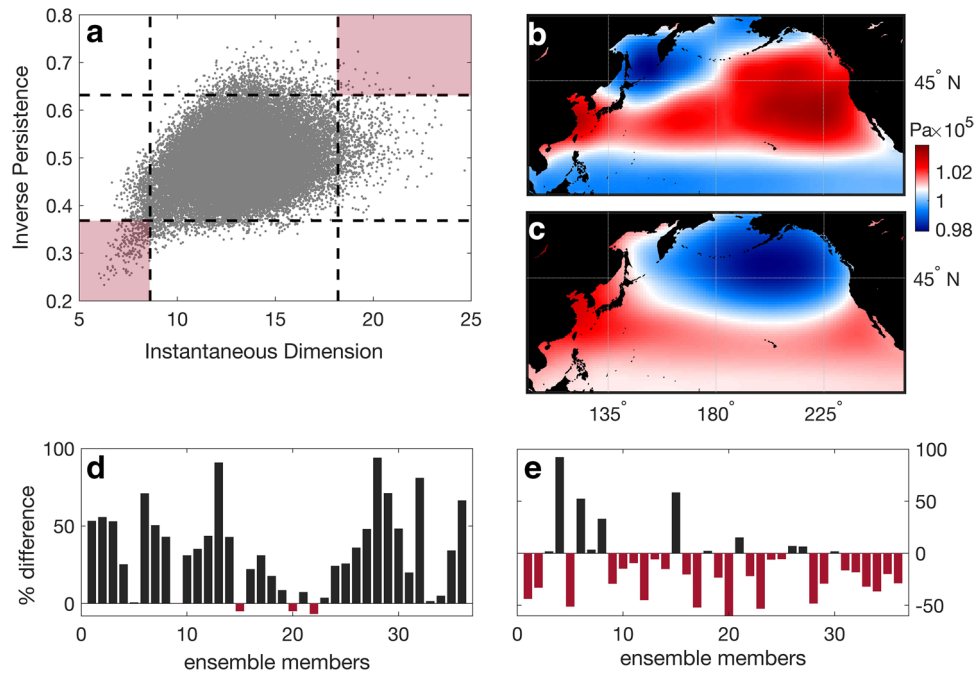 a
0.8
0.7
0.6
0.5
0.4
0.3
0.2
Inverse Persistence
5 10 15 20 25
Instantaneous Dimension
b
45° N
Pa×10⁵
1.02
1
0.98
c
45° N
135° 180° 225°
d
100
50
0
% difference
0 10 20 30
ensemble members
e
100
50
0
-50
0 10 20 30
ensemble members